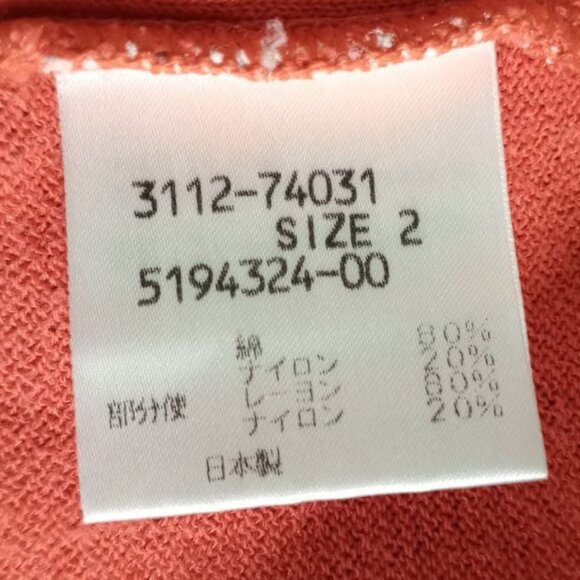 3112-74031
SIZE 2
5194324-00
綿 80%
ナイロン 20%
部分使 レーヨン 80%
ナイロン 20%
日本製